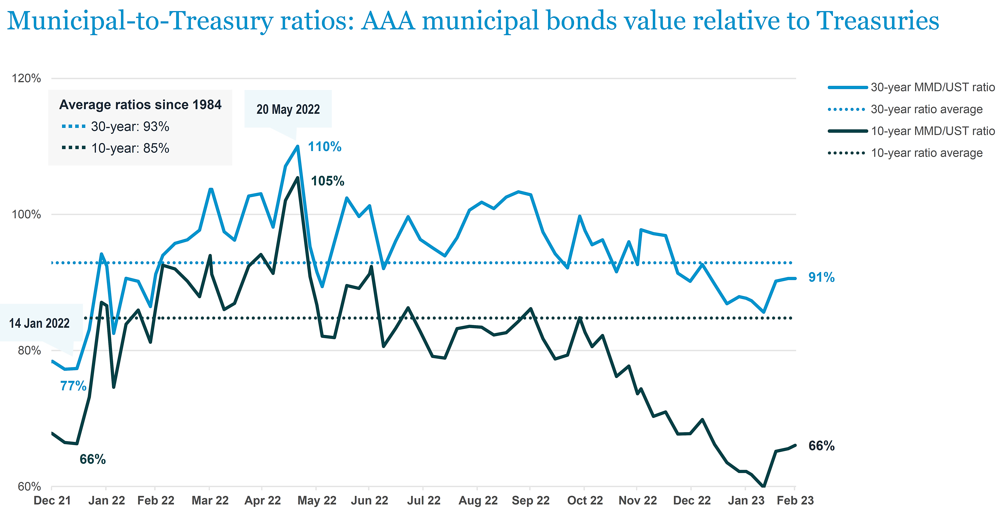 Municipal-to-Treasury ratios: AAA municipal bonds value relative to Treasuries
120%
100%
80%
60%
Average ratios since 1984
30-year: 93%
10-year: 85%
20 May 2022
110%
105%
14 Jan 2022
77%
66%
91%
66%
30-year MMD/UST ratio
30-year ratio average
10-year MMD/UST ratio
10-year ratio average
Dec 21 Jan 22 Feb 22 Mar 22 Apr 22 May 22 Jun 22 Jul 22 Aug 22 Sep 22 Oct 22 Nov 22 Dec 22 Jan 23 Feb 23